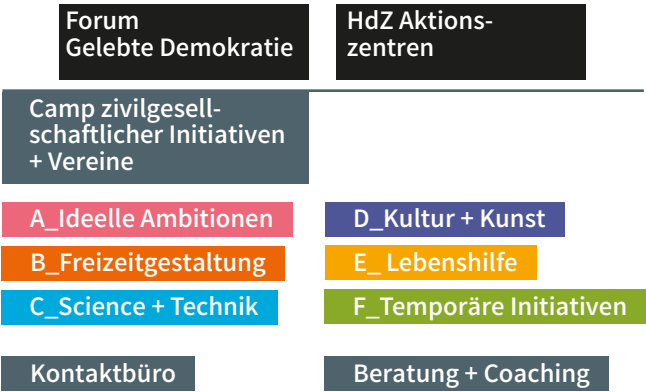 Forum
Gelebte Demokratie
HdZ Aktions-
zentren
Camp zivilgesell-
schaftlicher Initiativen
+ Vereine
A_Ideelle Ambitionen
D_Kultur + Kunst
B_Freizeitgestaltung
E_ Lebenshilfe
C_Science + Technik
F_Temporäre Initiativen
Kontaktbüro
Beratung + Coaching